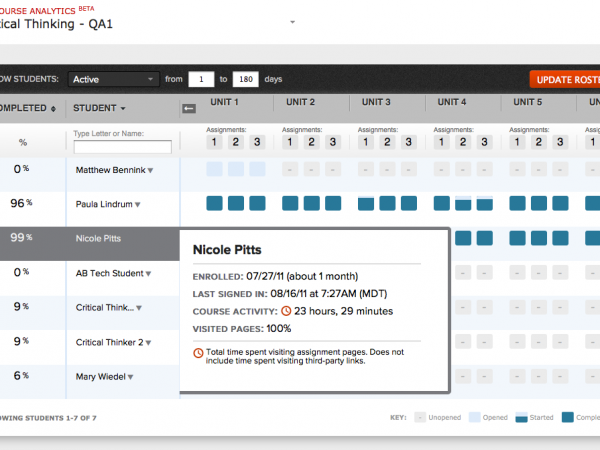 COURSE ANALYTICS BETA
tical Thinking - QA1
OW STUDENTS: Active from 1 to 180 days
UPDATE ROST
OMPLETED STUDENT UNIT 1 UNIT 2 UNIT 3 UNIT 4 UNIT 5 UN
% Type Letter or Name: Assignments: Assignments: Assignments: Assignments: Assignments: Ass
1 2 3 1 2 3 1 2 3 1 2 3 1 2 3 1
0% Matthew Bennink - - - - - - - - - - - - -
96% Paula Lindrum
99% Nicole Pitts
0% AB Tech Student - - - - - -
9% Critical Think... - - - - - -
9% Critical Thinker 2 - - - - - -
6% Mary Wiedel - - - - - -
Nicole Pitts
ENROLLED: 07/27/11 (about 1 month)
LAST SIGNED IN: 08/16/11 at 7:27AM (MDT)
COURSE ACTIVITY: 23 hours, 29 minutes
VISITED PAGES: 100%
Total time spent visiting assignment pages. Does not
include time spent visiting third-party links.
OWING STUDENTS 1-7 OF 7
KEY: - Unopened Opened Started Comple